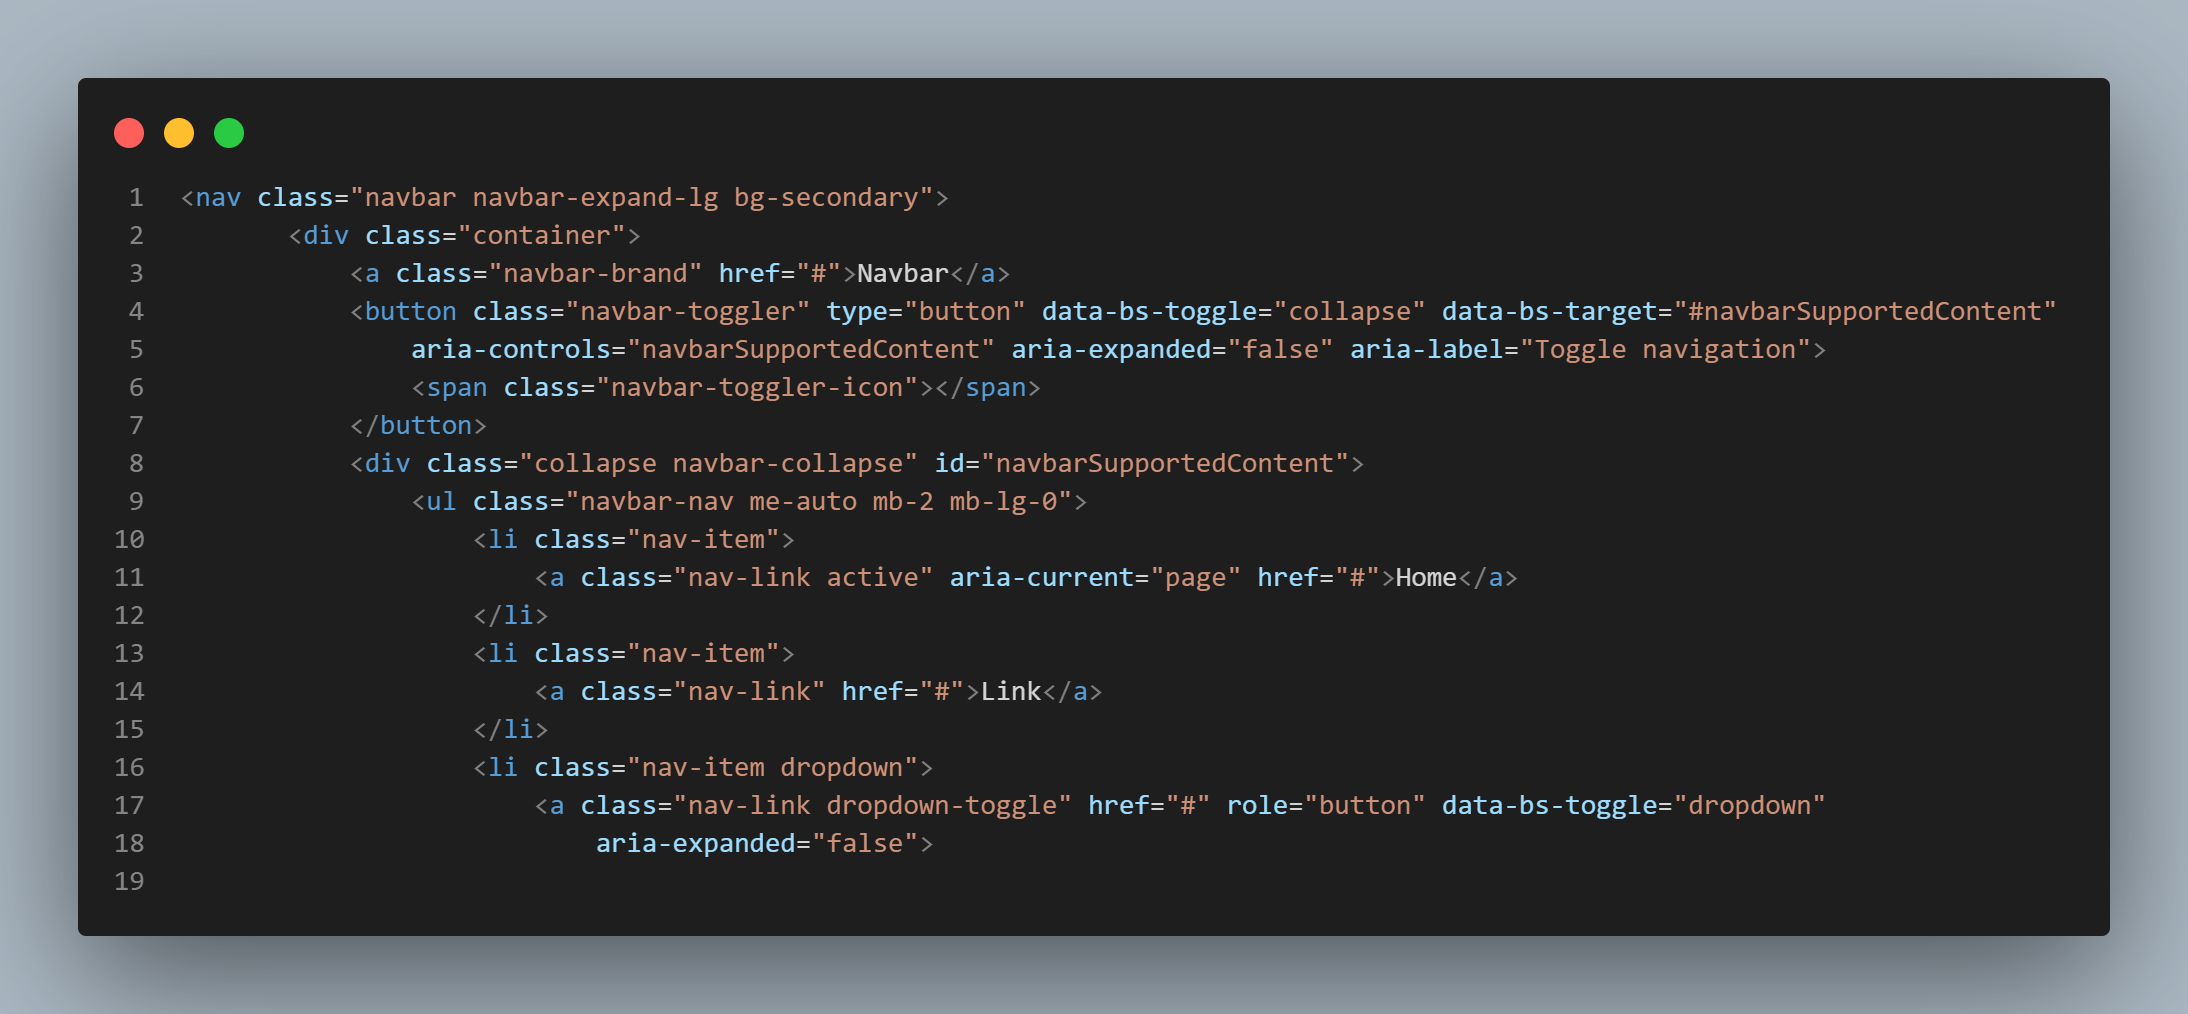 1 <nav class="navbar navbar-expand-lg bg-secondary">
2 <div class="container">
3 <a class="navbar-brand" href="#">Navbar</a>
4 <button class="navbar-toggler" type="button" data-bs-toggle="collapse" data-bs-target="#navbarSupportedContent"
5 aria-controls="navbarSupportedContent" aria-expanded="false" aria-label="Toggle navigation">
6 <span class="navbar-toggler-icon"></span>
7 </button>
8 <div class="collapse navbar-collapse" id="navbarSupportedContent">
9 <ul class="navbar-nav me-auto mb-2 mb-lg-0">
10 <li class="nav-item">
11 <a class="nav-link active" aria-current="page" href="#">Home</a>
12 </li>
13 <li class="nav-item">
14 <a class="nav-link" href="#">Link</a>
15 </li>
16 <li class="nav-item dropdown">
17 <a class="nav-link dropdown-toggle" href="#" role="button" data-bs-toggle="dropdown"
18 aria-expanded="false">
19